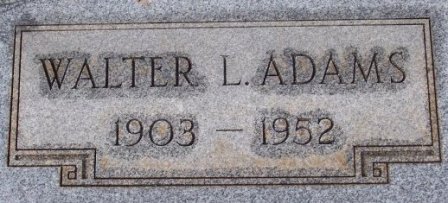 WALTER L. ADAMS
1903 — 1952